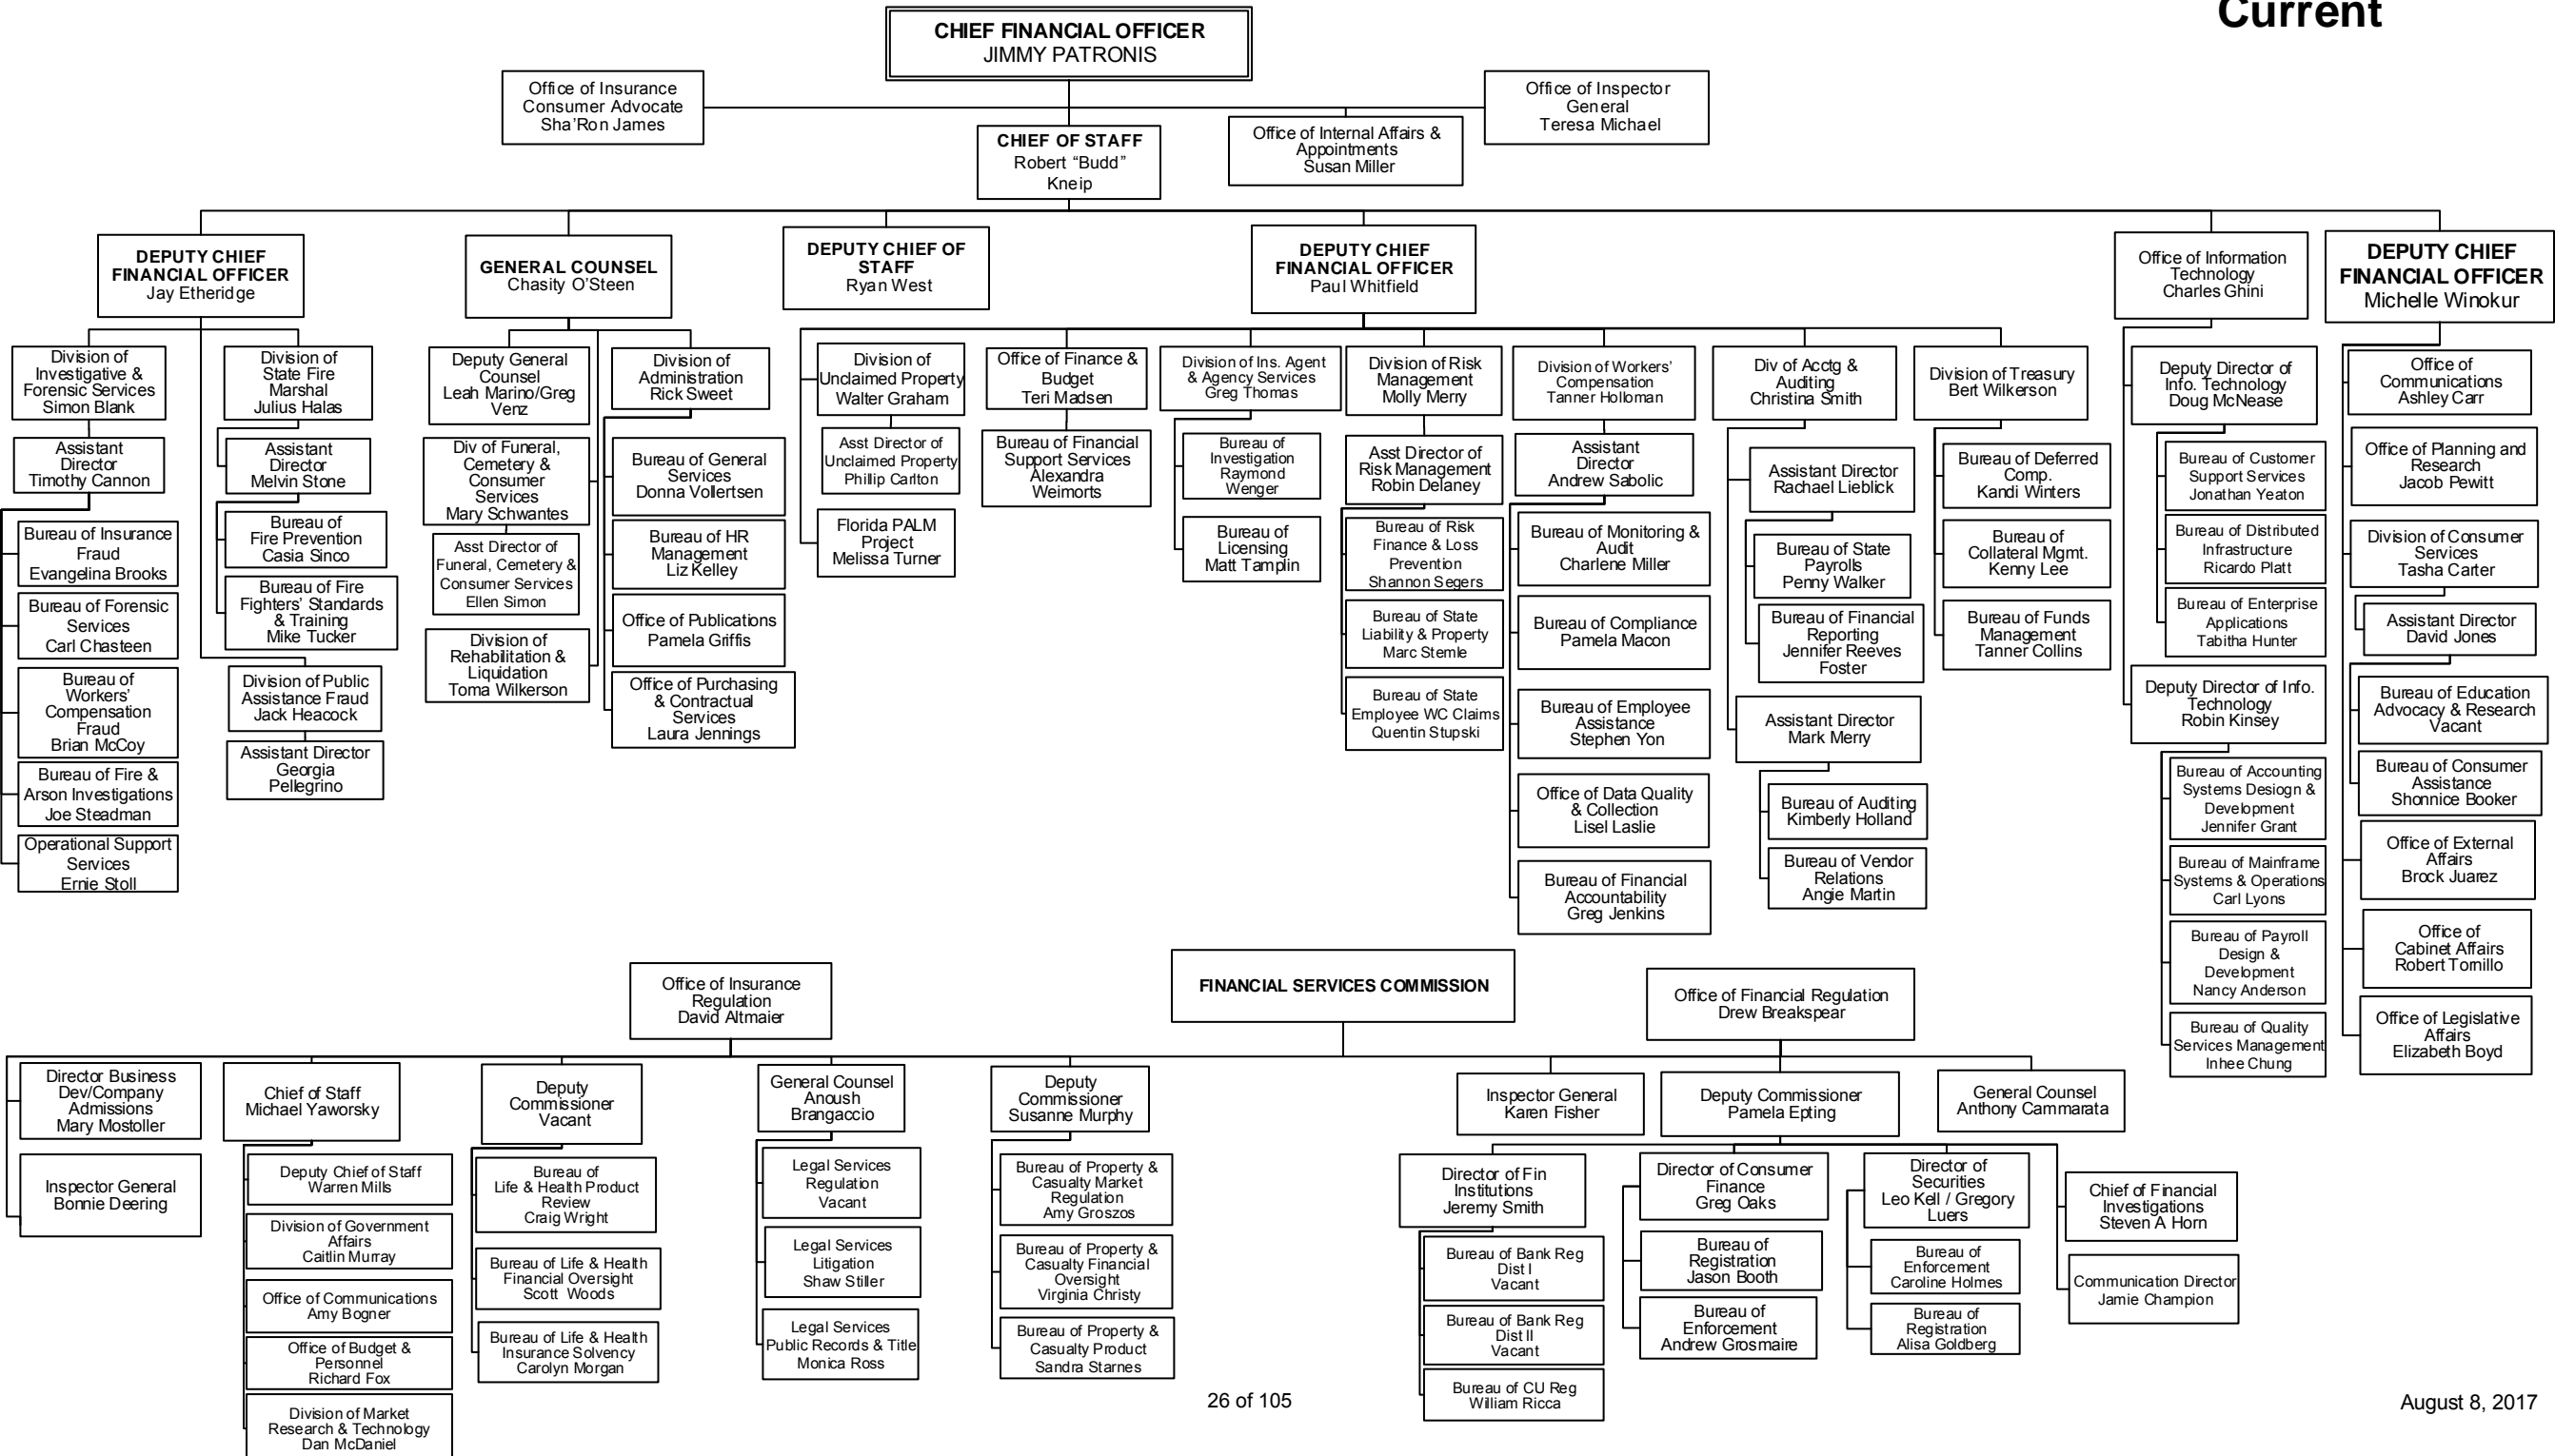 Current
CHIEF FINANCIAL OFFICER
JIMMY PATRONIS
Office of Insurance
Consumer Advocate
Sha’Ron James
Office of Inspector
General
Teresa Michael
CHIEF OF STAFF
Robert “Budd”
Kneip
Office of Internal Affairs &
Appointments
Susan Miller
DEPUTY CHIEF
FINANCIAL OFFICER
Jay Etheridge
GENERAL COUNSEL
Chasity O’Steen
DEPUTY CHIEF OF
STAFF
Ryan West
DEPUTY CHIEF
FINANCIAL OFFICER
Paul Whitfield
Office of Information
Technology
Charles Ghini
DEPUTY CHIEF
FINANCIAL OFFICER
Michelle Winokur
Division of
Investigative &
Forensic Services
Simon Blank
Assistant
Director
Timothy Cannon
Bureau of Insurance
Fraud
Evangelina Brooks
Bureau of Forensic
Services
Carl Chasteen
Bureau of
Workers’
Compensation
Fraud
Brian McCoy
Bureau of Fire &
Arson Investigations
Joe Steadman
Operational Support
Services
Ernie Stoll
Division of
State Fire
Marshal
Julius Halas
Assistant
Director
Melvin Stone
Bureau of
Fire Prevention
Casia Sinco
Bureau of Fire
Fighters’ Standards
& Training
Mike Tucker
Division of Public
Assistance Fraud
Jack Heacock
Assistant Director
Georgia
Pellegrino
Deputy General
Counsel
Leah Marino/Greg
Venz
Div of Funeral,
Cemetery &
Consumer
Services
Mary Schwantes
Asst Director of
Funeral, Cemetery &
Consumer Services
Ellen Simon
Division of
Rehabilitation &
Liquidation
Toma Wilkerson
Division of
Administration
Rick Sweet
Bureau of General
Services
Donna Vollertsen
Bureau of HR
Management
Liz Kelley
Office of Publications
Pamela Griffis
Office of Purchasing
& Contractual
Services
Laura Jennings
Division of
Unclaimed Property
Walter Graham
Asst Director of
Unclaimed Property
Phillip Carlton
Florida PALM
Project
Melissa Turner
Office of Finance &
Budget
Teri Madsen
Bureau of Financial
Support Services
Alexandra
Weimorts
Division of Ins. Agent
& Agency Services
Greg Thomas
Bureau of
Investigation
Raymond
Wenger
Bureau of
Licensing
Matt Tamplin
Division of Risk
Management
Molly Merry
Asst Director of
Risk Management
Robin Delaney
Bureau of Risk
Finance & Loss
Prevention
Shannon Segers
Bureau of State
Liability & Property
Marc Stemle
Bureau of State
Employee WC Claims
Quentin Stupski
Division of Workers’
Compensation
Tanner Holloman
Assistant
Director
Andrew Sabolic
Bureau of Monitoring &
Audit
Charlene Miller
Bureau of Compliance
Pamela Macon
Bureau of Employee
Assistance
Stephen Yon
Office of Data Quality
& Collection
Lisel Laslie
Bureau of Financial
Accountability
Greg Jenkins
Div of Acctg &
Auditing
Christina Smith
Assistant Director
Rachael Lieblick
Bureau of State
Payrolls
Penny Walker
Bureau of Financial
Reporting
Jennifer Reeves
Foster
Assistant Director
Mark Merry
Bureau of Auditing
Kimberly Holland
Bureau of Vendor
Relations
Angie Martin
Division of Treasury
Bert Wilkerson
Bureau of Deferred
Comp.
Kandi Winters
Bureau of
Collateral Mgmt.
Kenny Lee
Bureau of Funds
Management
Tanner Collins
Deputy Director of
Info. Technology
Doug McNease
Bureau of Customer
Support Services
Jonathan Yeaton
Bureau of Distributed
Infrastructure
Ricardo Platt
Bureau of Enterprise
Applications
Tabitha Hunter
Deputy Director of Info.
Technology
Robin Kinsey
Bureau of Accounting
Systems Desiogn &
Development
Jennifer Grant
Bureau of Mainframe
Systems & Operations
Carl Lyons
Bureau of Payroll
Design &
Development
Nancy Anderson
Bureau of Quality
Services Management
Inhee Chung
Office of
Communications
Ashley Carr
Office of Planning and
Research
Jacob Pewitt
Division of Consumer
Services
Tasha Carter
Assistant Director
David Jones
Bureau of Education
Advocacy & Research
Vacant
Bureau of Consumer
Assistance
Shonnice Booker
Office of External
Affairs
Brock Juarez
Office of
Cabinet Affairs
Robert Tornillo
Office of Legislative
Affairs
Elizabeth Boyd
FINANCIAL SERVICES COMMISSION
Office of Insurance
Regulation
David Altmaier
Office of Financial Regulation
Drew Breakspear
Director Business
Dev/Company
Admissions
Mary Mostoller
Inspector General
Bonnie Deering
Chief of Staff
Michael Yaworsky
Deputy Chief of Staff
Warren Mills
Division of Government
Affairs
Caitlin Murray
Office of Communications
Amy Bogner
Office of Budget &
Personnel
Richard Fox
Division of Market
Research & Technology
Dan McDaniel
Deputy
Commissioner
Vacant
Bureau of
Life & Health Product
Review
Craig Wright
Bureau of Life & Health
Financial Oversight
Scott Woods
Bureau of Life & Health
Insurance Solvency
Carolyn Morgan
General Counsel
Anoush
Brangaccio
Legal Services
Regulation
Vacant
Legal Services
Litigation
Shaw Stiller
Legal Services
Public Records & Title
Monica Ross
Deputy
Commissioner
Susanne Murphy
Bureau of Property &
Casualty Market
Regulation
Amy Groszos
Bureau of Property &
Casualty Financial
Oversight
Virginia Christy
Bureau of Property &
Casualty Product
Sandra Starnes
Inspector General
Karen Fisher
Deputy Commissioner
Pamela Epting
General Counsel
Anthony Cammarata
Director of Fin
Institutions
Jeremy Smith
Bureau of Bank Reg
Dist I
Vacant
Bureau of Bank Reg
Dist II
Vacant
Bureau of CU Reg
William Ricca
Director of Consumer
Finance
Greg Oaks
Bureau of
Registration
Jason Booth
Bureau of
Enforcement
Andrew Grosmaire
Director of
Securities
Leo Kell / Gregory
Luers
Bureau of
Enforcement
Caroline Holmes
Bureau of
Registration
Alisa Goldberg
Chief of Financial
Investigations
Steven A Horn
Communication Director
Jamie Champion
26 of 105
August 8, 2017